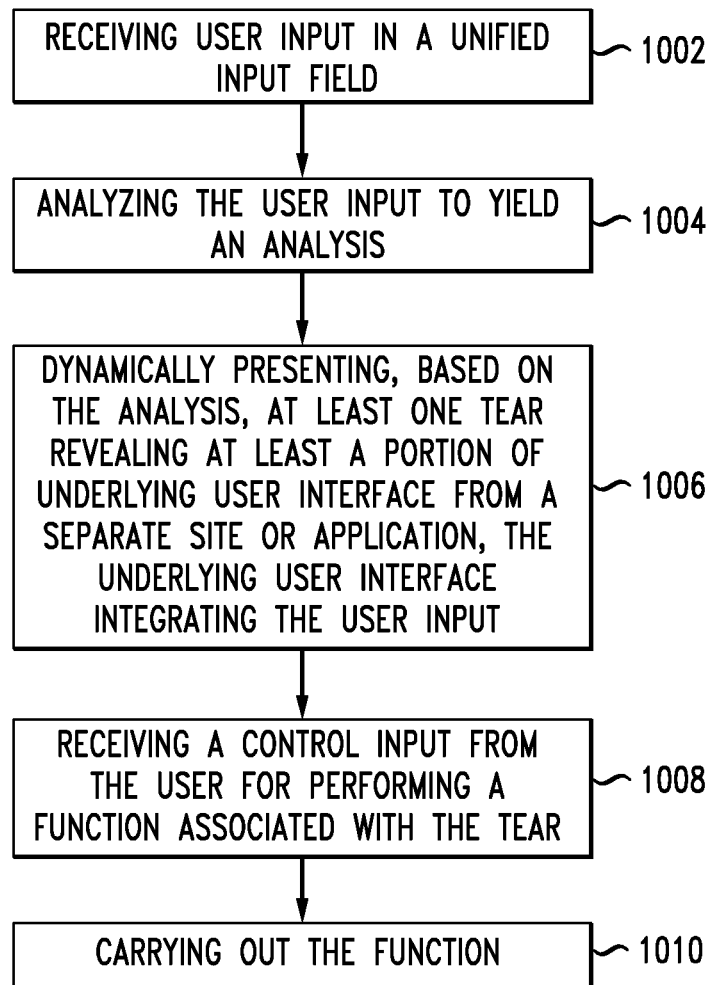 RECEIVING USER INPUT IN A UNIFIED
INPUT FIELD
1002
ANALYZING THE USER INPUT TO YIELD
AN ANALYSIS
1004
DYNAMICALLY PRESENTING, BASED ON
THE ANALYSIS, AT LEAST ONE TEAR
REVEALING AT LEAST A PORTION OF
UNDERLYING USER INTERFACE FROM A
SEPARATE SITE OR APPLICATION, THE
UNDERLYING USER INTERFACE
INTEGRATING THE USER INPUT
1006
RECEIVING A CONTROL INPUT FROM
THE USER FOR PERFORMING A
FUNCTION ASSOCIATED WITH THE TEAR
1008
CARRYING OUT THE FUNCTION
1010